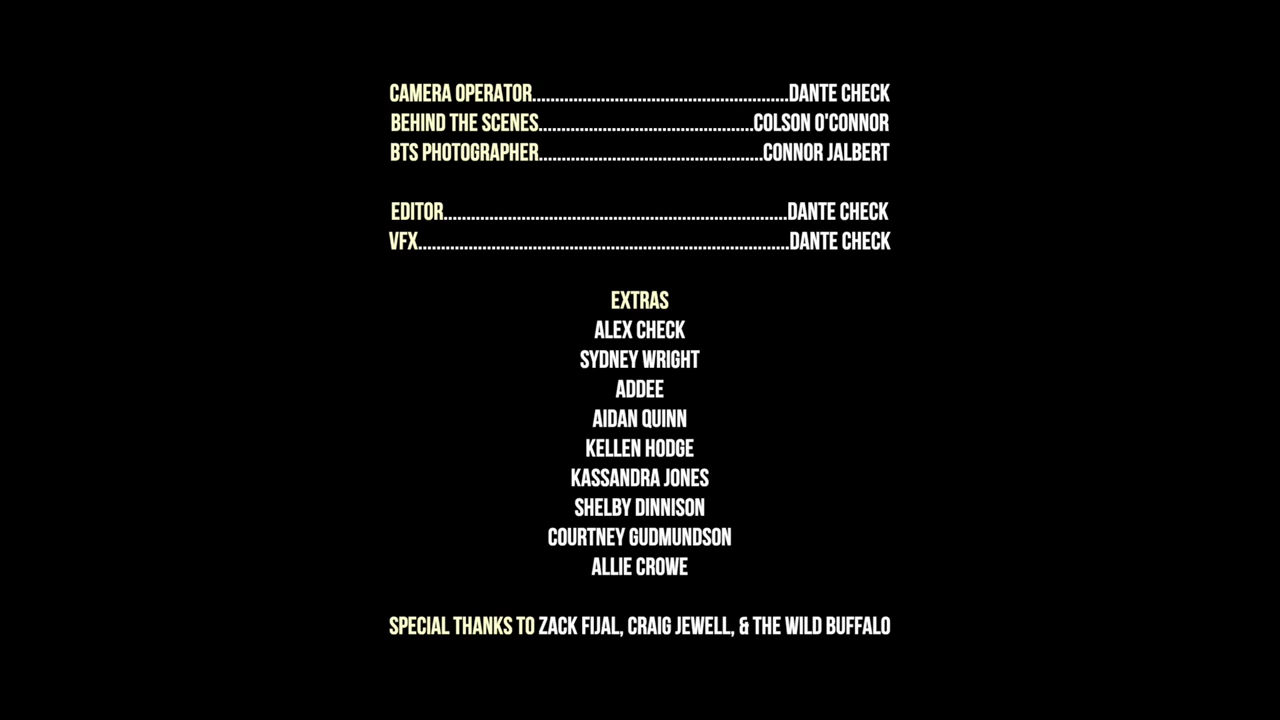 CAMERA OPERATOR........................................................DANTE CHECK
BEHIND THE SCENES...............................................COLSON O'CONNOR
BTS PHOTOGRAPHER.................................................CONNOR JALBERT
EDITOR...........................................................................DANTE CHECK
VFX.................................................................................DANTE CHECK
EXTRAS
ALEX CHECK
SYDNEY WRIGHT
ADDEE
AIDAN QUINN
KELLEN HODGE
KASSANDRA JONES
SHELBY DINNISON
COURTNEY GUDMUNDSON
ALLIE CROWE
SPECIAL THANKS TO ZACK FIJAL, CRAIG JEWELL, & THE WILD BUFFALO